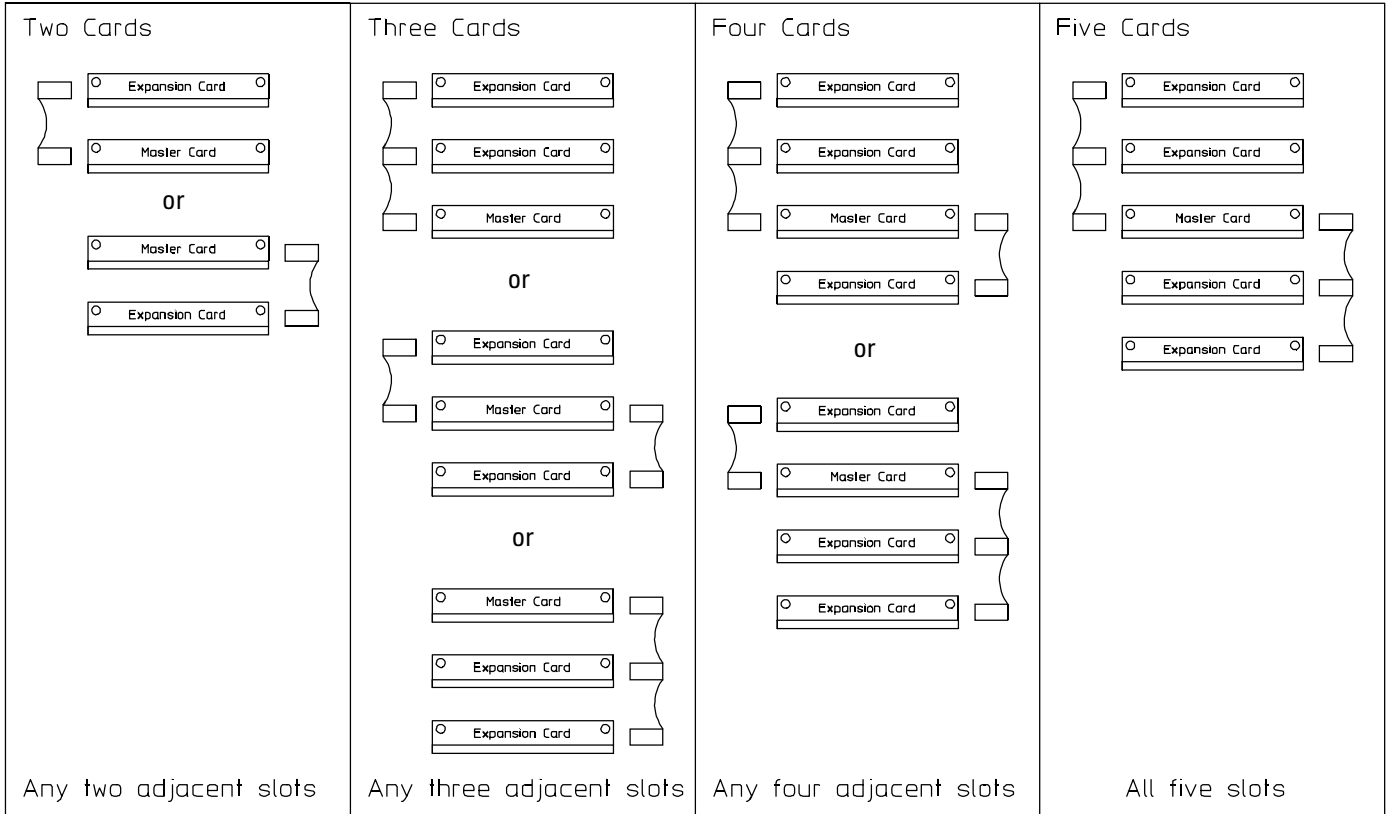 Two Cards
Expansion Card
Master Card
or
Master Card
Expansion Card
Any two adjacent slots
Three Cards
Expansion Card
Expansion Card
Master Card
or
Expansion Card
Master Card
Expansion Card
or
Master Card
Expansion Card
Expansion Card
Any three adjacent slots
Four Cards
Expansion Card
Expansion Card
Master Card
Expansion Card
or
Expansion Card
Master Card
Expansion Card
Expansion Card
Any four adjacent slots
Five Cards
Expansion Card
Expansion Card
Master Card
Expansion Card
Expansion Card
All five slots